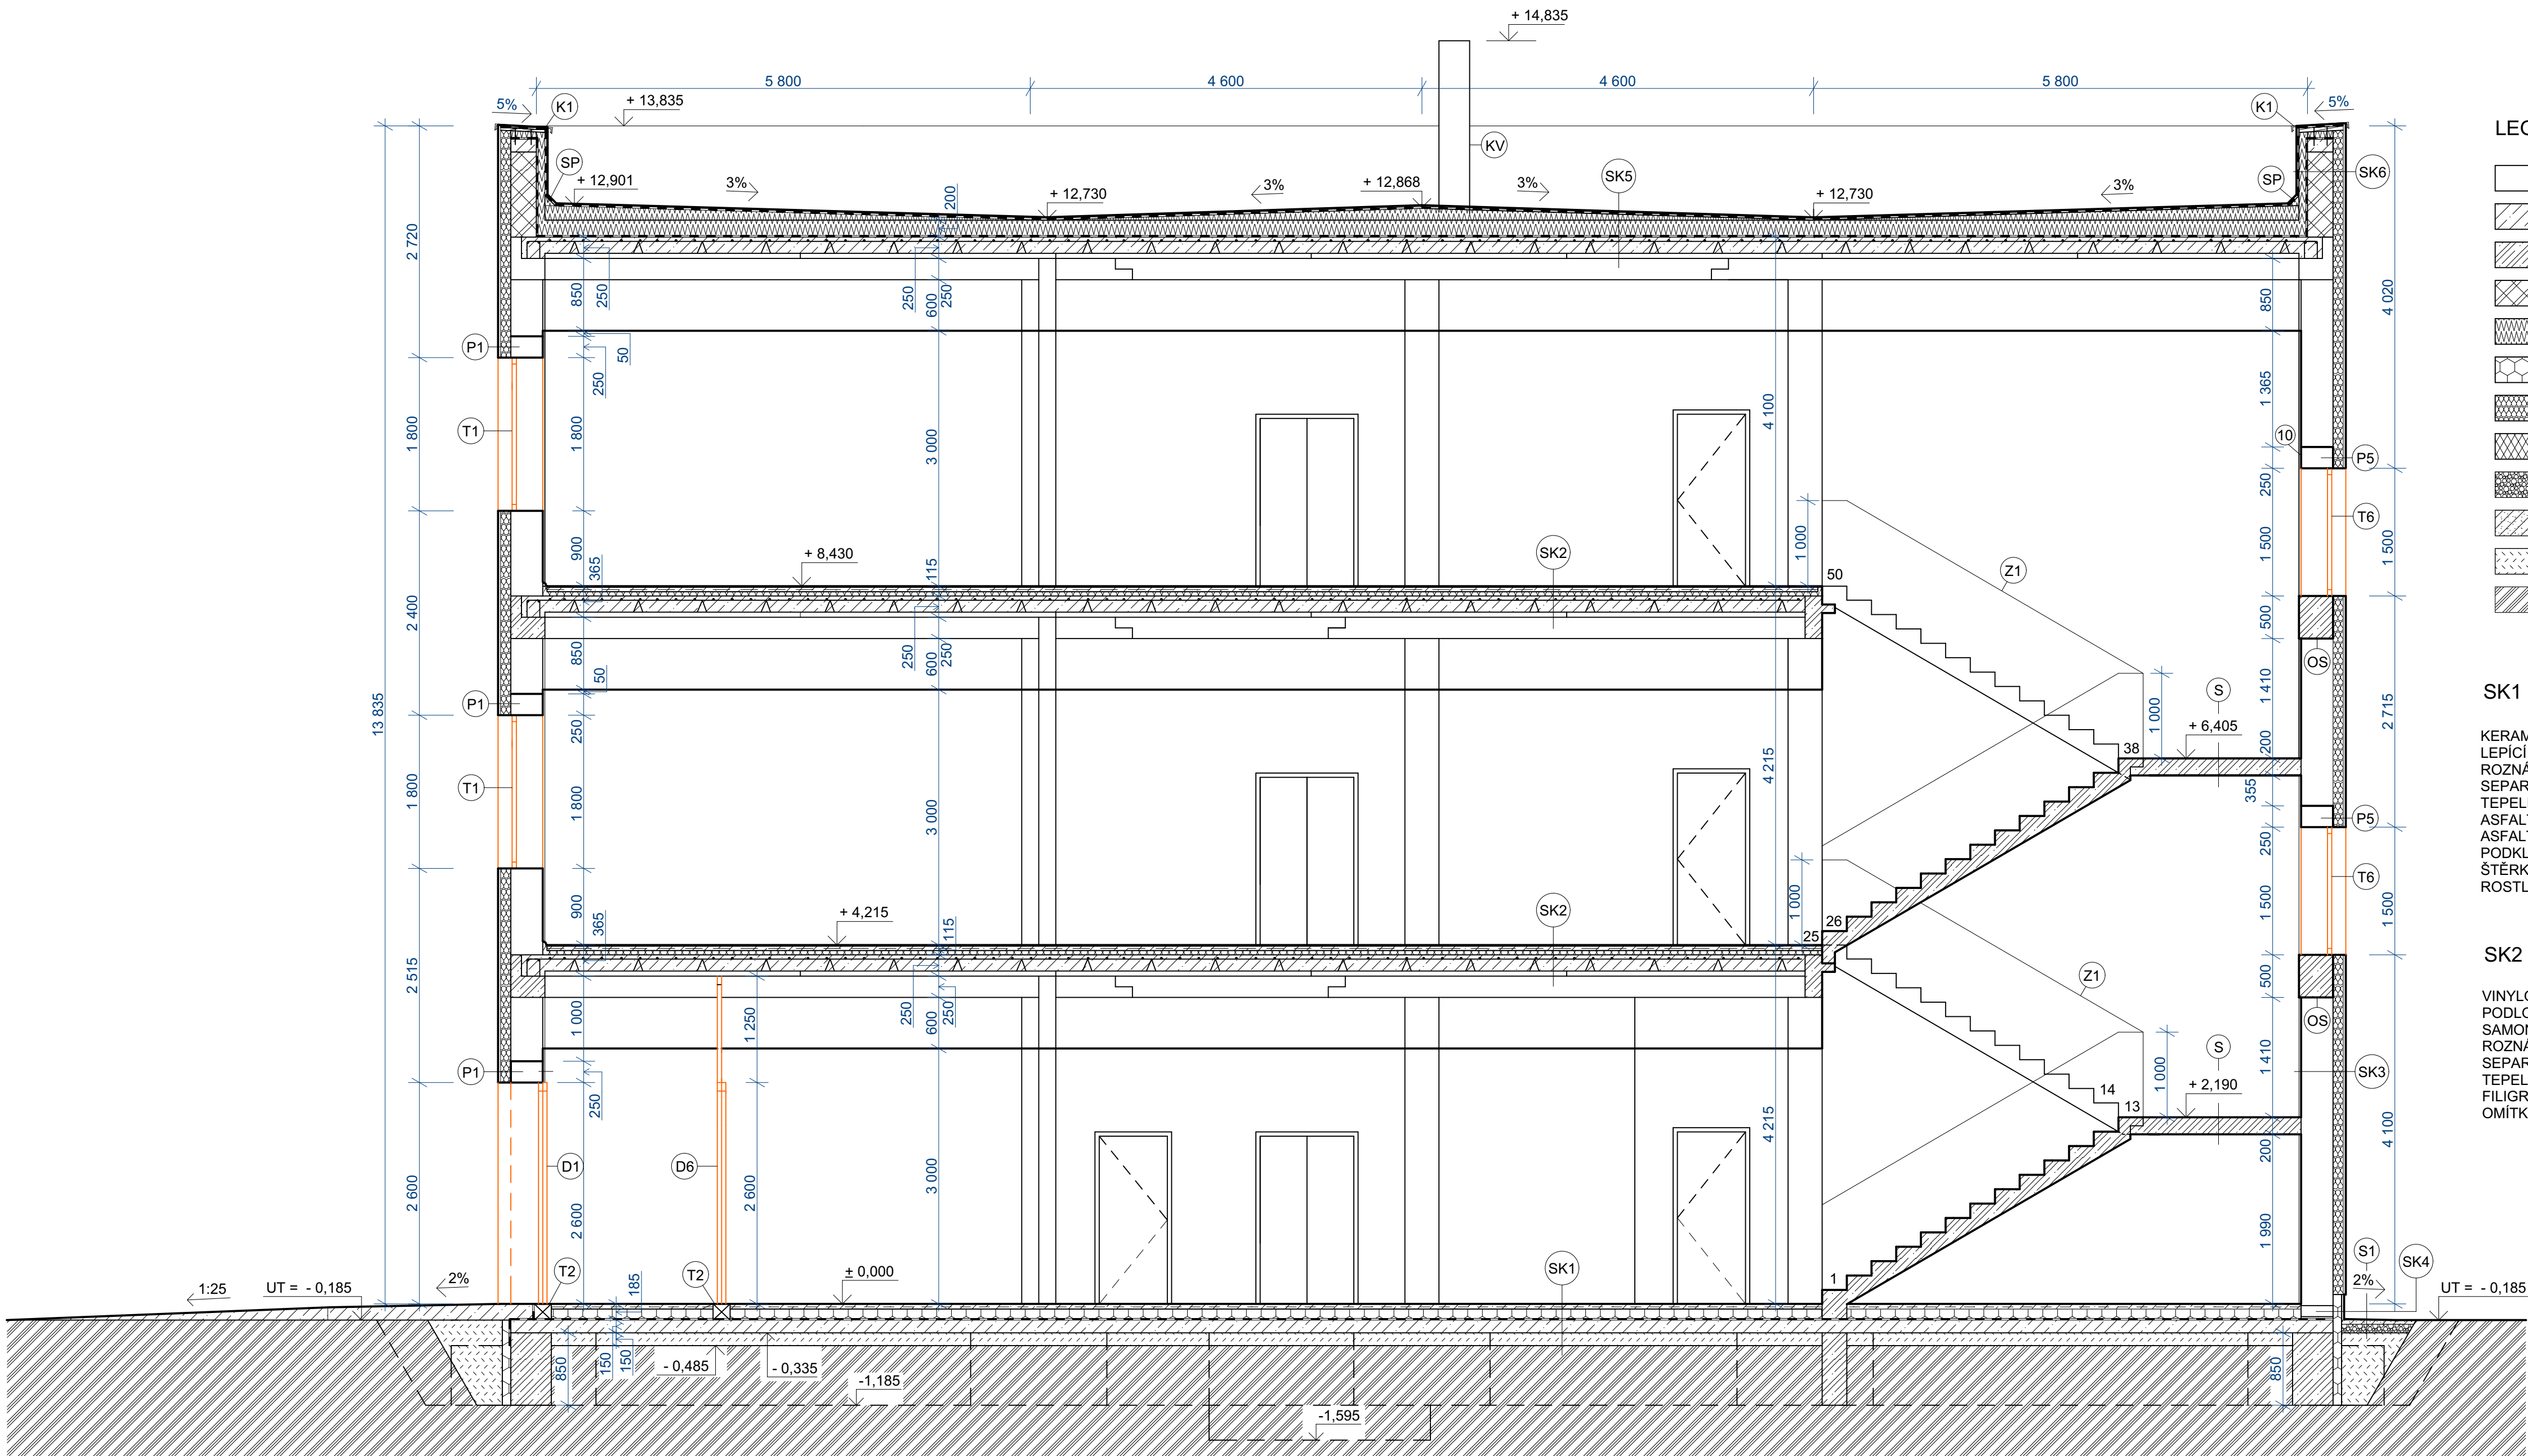 + 14,835
5 800
4 600
4 600
5 800
5%
K1
+ 13,835
K1
5%
SP
KV
SK5
SP
SK6
+ 12,901
3%
+ 12,730
3%
+ 12,868
3%
+ 12,730
3%
200
2 720
850
250
250
600
250
850
4 020
P1
50
250
1 365
T1
1 800
1 800
3 000
4 100
10
P5
250
T6
900
365
+ 8,430
115
SK2
1 000
50
Z1
1 500
1 500
2 400
850
50
250
600
250
500
OS
13 835
P1
250
1 410
S
+ 6,405
1 000
38
200
2 715
T1
1 800
1 800
3 000
4 215
355
P5
250
T6
900
365
+ 4,215
115
SK2
1 000
26
25
1 500
1 500
2 515
1 000
1 250
250
600
250
Z1
500
OS
P1
250
1 410
S
+ 2,190
1 000
14
13
SK3
D1
D6
2 600
2 600
2 600
3 000
4 215
200
4 100
1 990
1:25
UT = - 0,185
2%
T2
185
T2
+ 0,000
SK1
1
S1
2%
SK4
UT = - 0,185
850
150
150
- 0,485
- 0,335
-1,185
-1,595
850
LEG
SK1
KERAM
LEPÍCÍ
ROZNÁ
SEPAR
TEPEL
ASFAL
ASFAL
PODKL
ŠTĚRK
ROSTL
SK2
VINYLO
PODLO
SAMON
ROZNÁ
SEPAR
TEPEL
FILIGR
OMÍTK